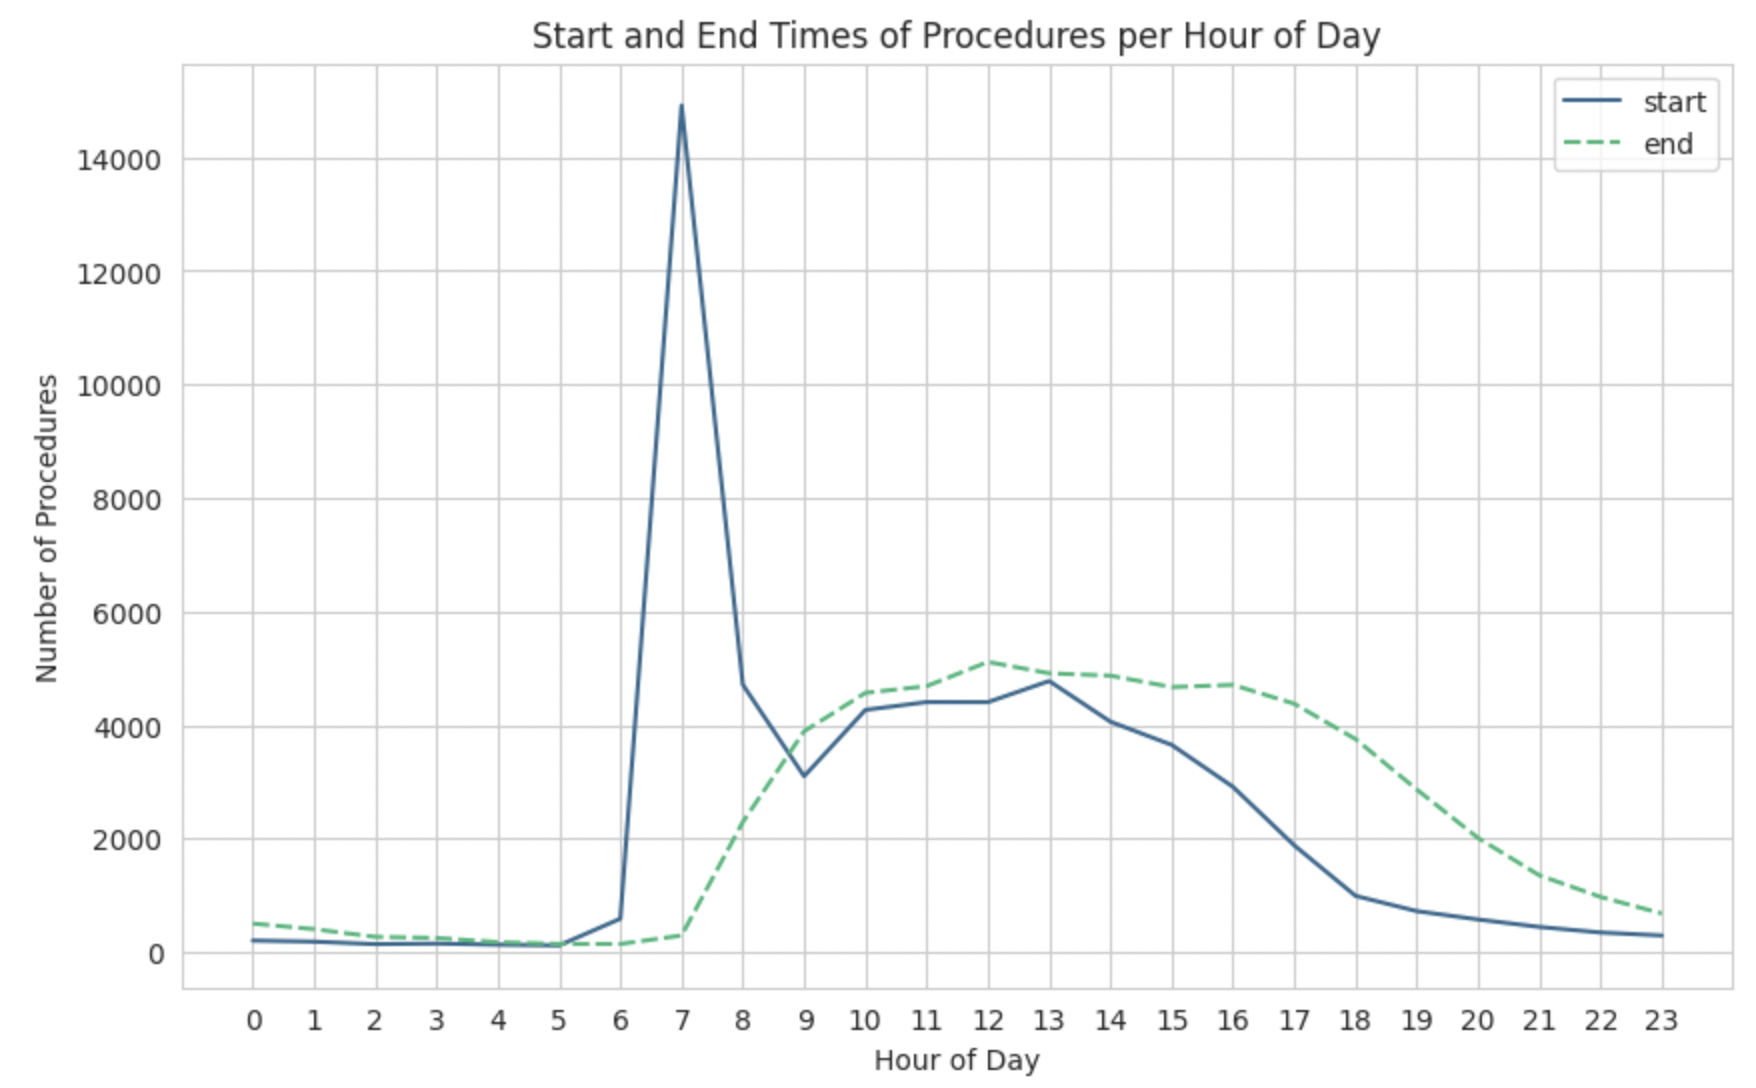 Start and End Times of Procedures per Hour of Day
start
end
14000
12000
10000
8000
6000
4000
2000
0
Number of Procedures
0 1 2 3 4 5 6 7 8 9 10 11 12 13 14 15 16 17 18 19 20 21 22 23
Hour of Day